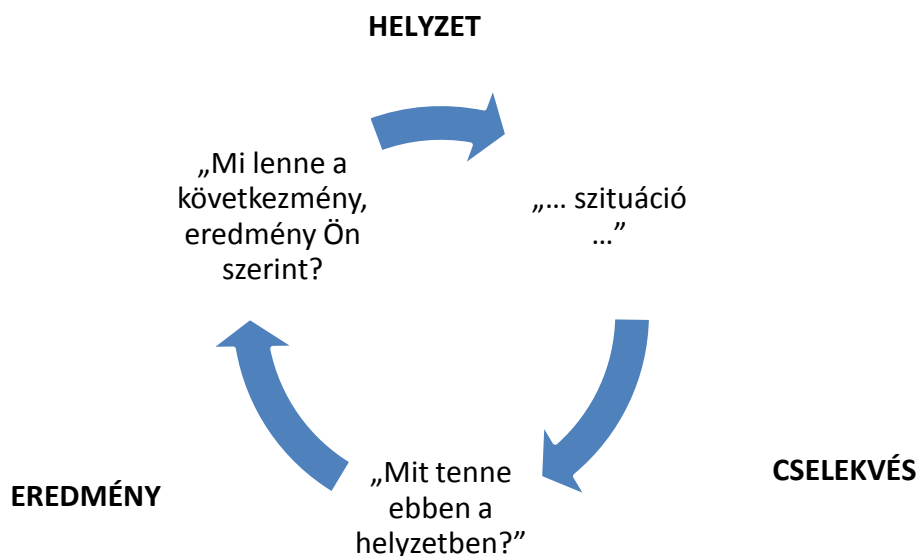 HELYZET
„Mi lenne a
következmény,
eredmény Ön
szerint?
„... szituáció
...”
CSELEKVÉS
„Mit tenne
ebben a
helyzetben?”
EREDMÉNY